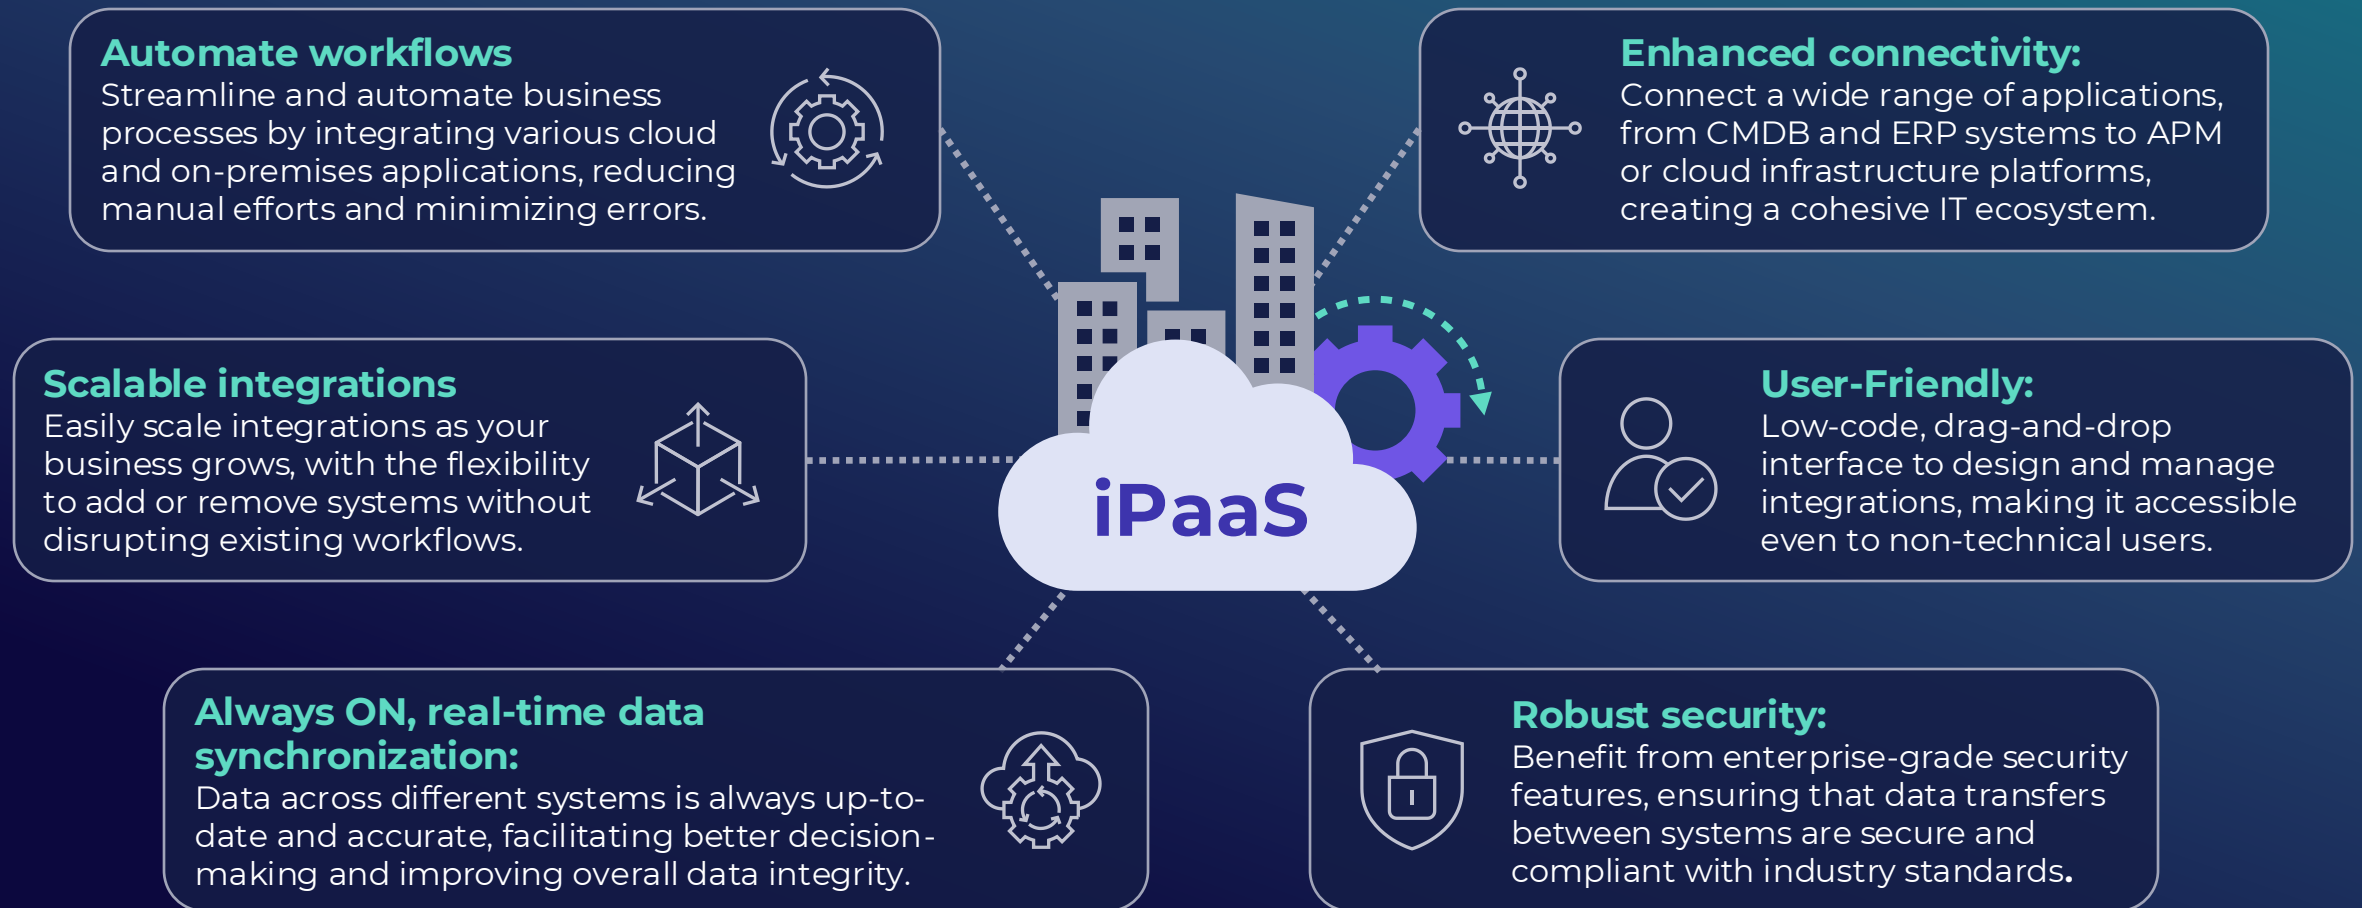 Automate workflows
Streamline and automate business
processes by integrating various cloud
and on-premises applications, reducing
manual efforts and minimizing errors.
Enhanced connectivity:
Connect a wide range of applications,
from CMDB and ERP systems to APM
or cloud infrastructure platforms,
creating a cohesive IT ecosystem.
Scalable integrations
Easily scale integrations as your
business grows, with the flexibility
to add or remove systems without
disrupting existing workflows.
iPaaS
User-Friendly:
Low-code, drag-and-drop
interface to design and manage
integrations, making it accessible
even to non-technical users.
Always ON, real-time data
synchronization:
Data across different systems is always up-to-
date and accurate, facilitating better decision-
making and improving overall data integrity.
Robust security:
Benefit from enterprise-grade security
features, ensuring that data transfers
between systems are secure and
compliant with industry standards.